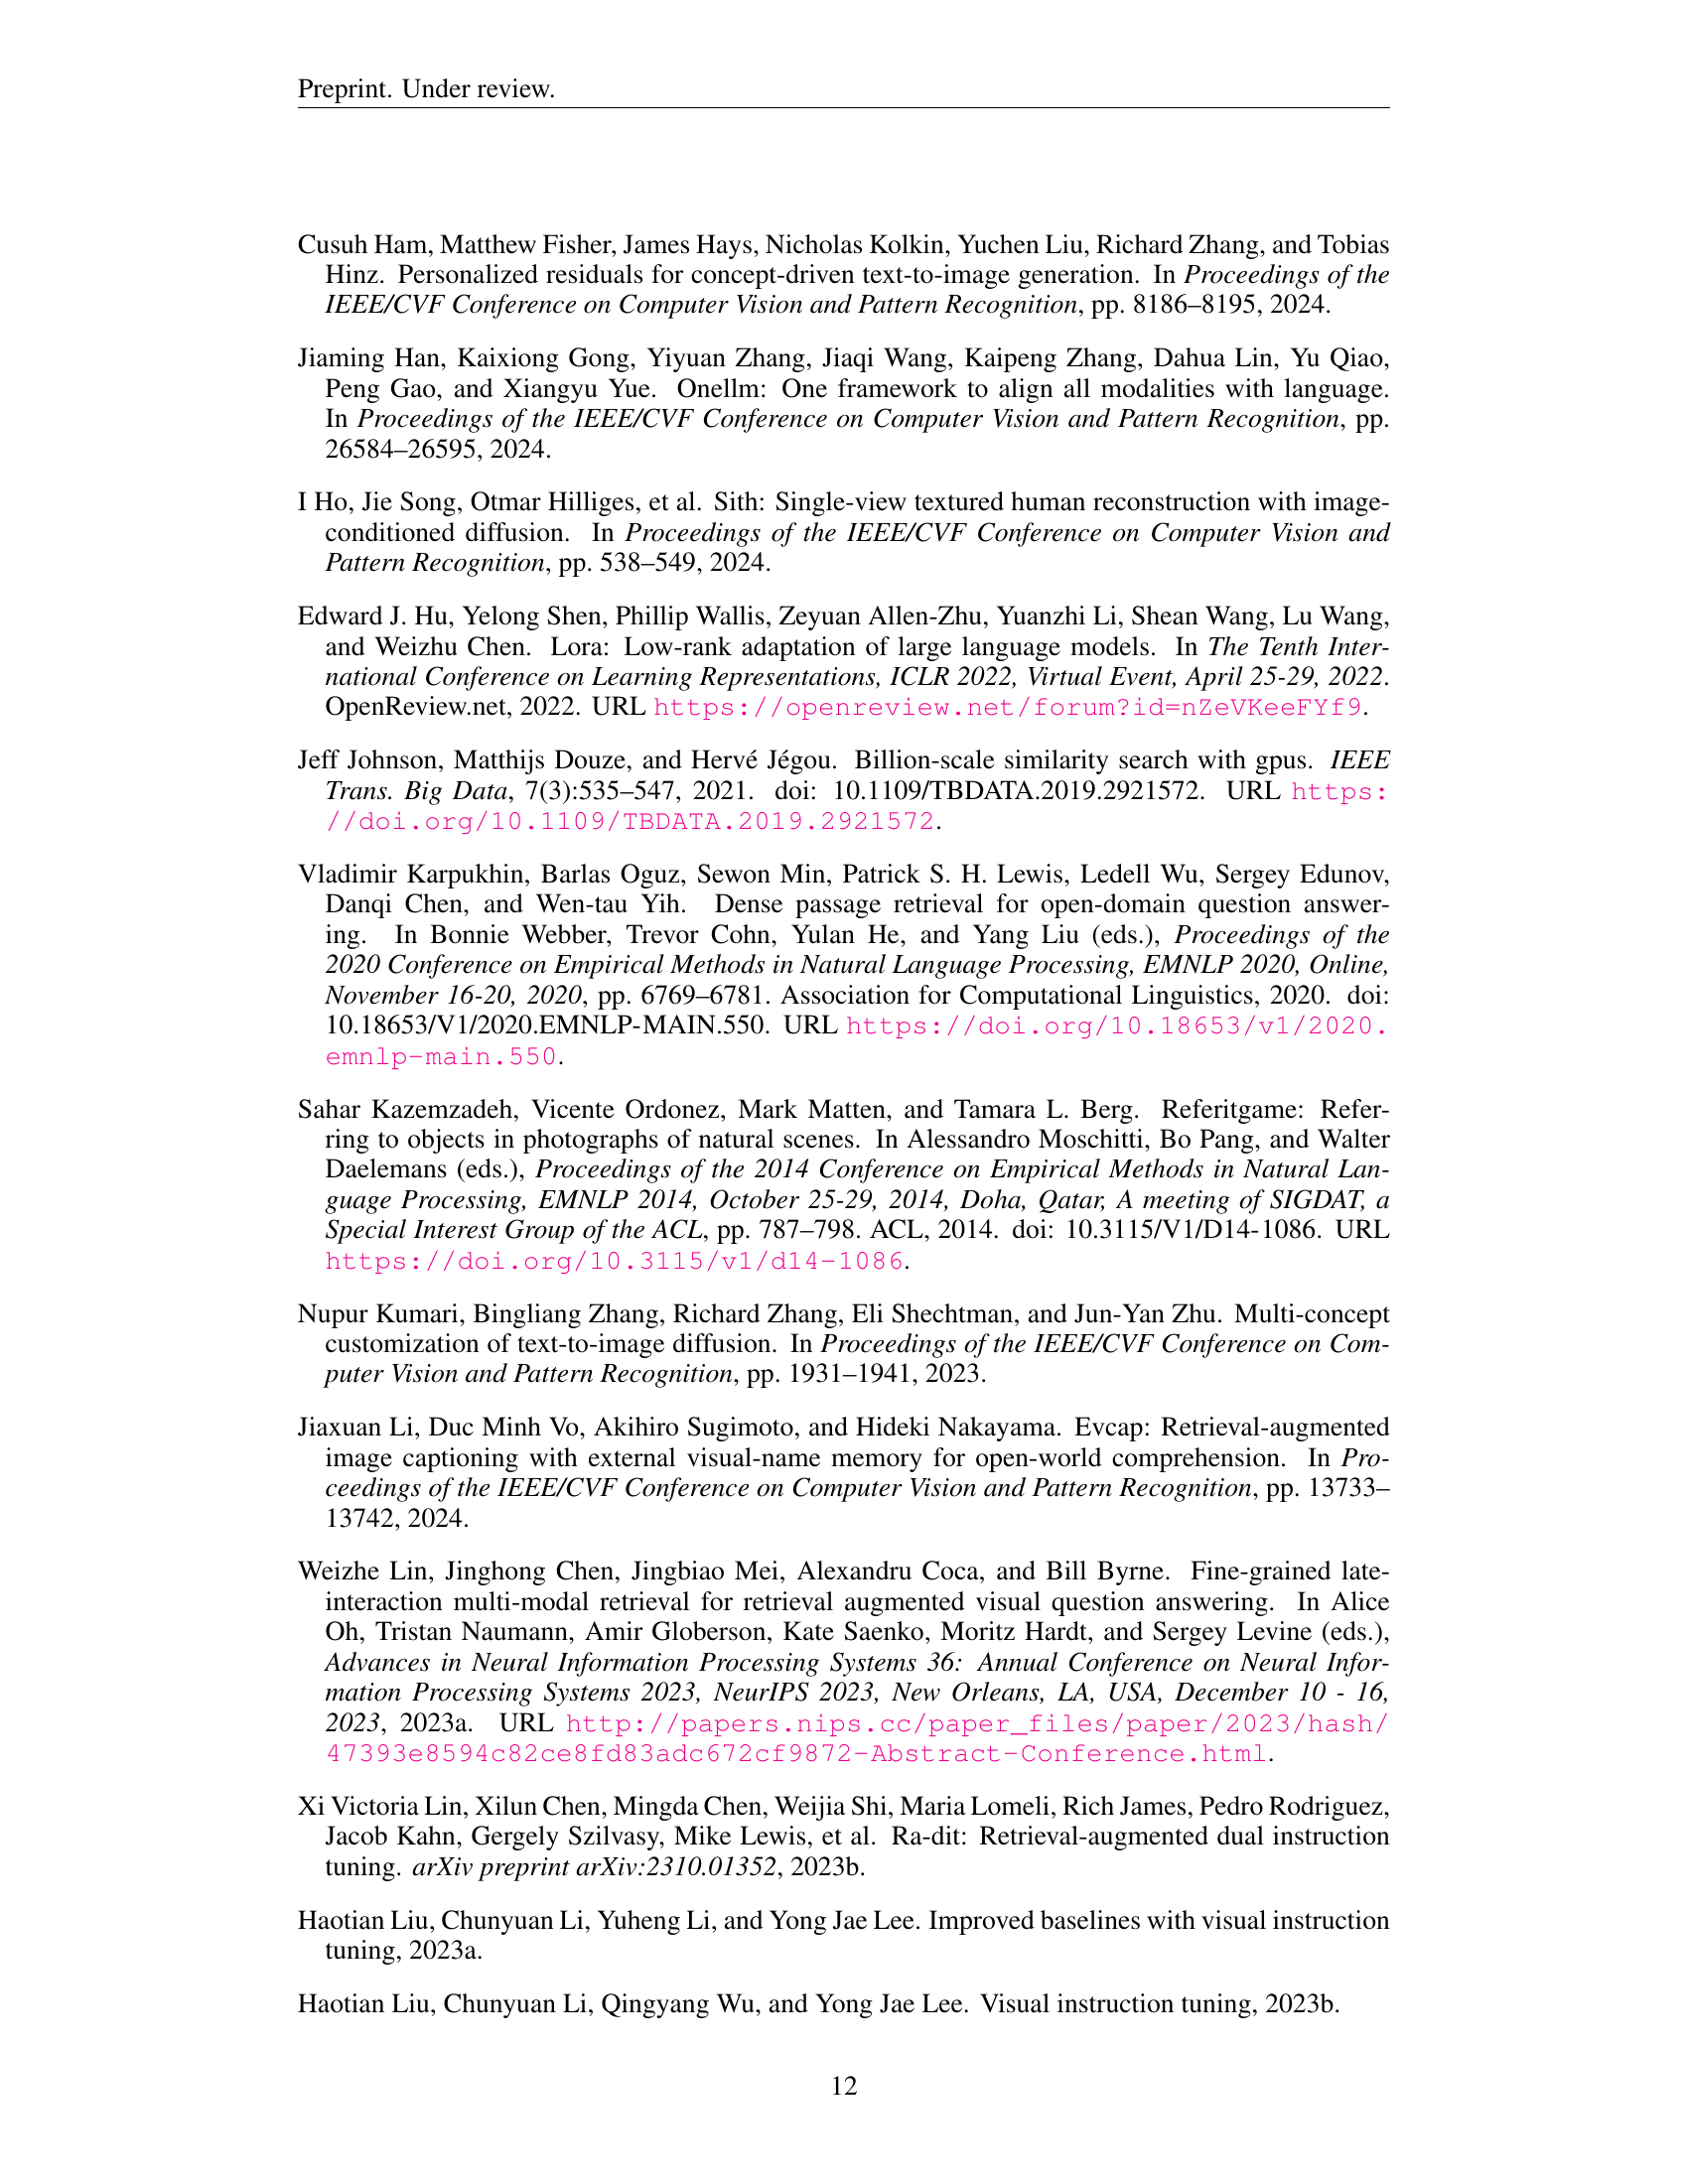 Preprint. Under review.
Cusuh Ham, Matthew Fisher, James Hays, Nicholas Kolkin, Yuchen Liu, Richard Zhang, and Tobias
Hinz. Personalized residuals for concept-driven text-to-image generation. In Proceedings of the
IEEE/CVF Conference on Computer Vision and Pattern Recognition, pp. 8186–8195, 2024.
Jiaming Han, Kaixiong Gong, Yiyuan Zhang, Jiaqi Wang, Kaipeng Zhang, Dahua Lin, Yu Qiao,
Peng Gao, and Xiangyu Yue. Onellm: One framework to align all modalities with language.
In Proceedings of the IEEE/CVF Conference on Computer Vision and Pattern Recognition, pp.
26584–26595, 2024.
I Ho, Jie Song, Otmar Hilliges, et al. Sith: Single-view textured human reconstruction with image-
conditioned diffusion. In Proceedings of the IEEE/CVF Conference on Computer Vision and
Pattern Recognition, pp. 538–549, 2024.
Edward J. Hu, Yelong Shen, Phillip Wallis, Zeyuan Allen-Zhu, Yuanzhi Li, Shean Wang, Lu Wang,
and Weizhu Chen. Lora: Low-rank adaptation of large language models. In The Tenth Inter-
national Conference on Learning Representations, ICLR 2022, Virtual Event, April 25-29, 2022.
OpenReview.net, 2022. URL https://openreview.net/forum?id=nZeVKeeFYf9.
Jeff Johnson, Matthijs Douze, and Hervé Jégou. Billion-scale similarity search with gpus. IEEE
Trans. Big Data, 7(3):535–547, 2021. doi: 10.1109/TBDATA.2019.2921572. URL https:
//doi.org/10.1109/TBDATA.2019.2921572.
Vladimir Karpukhin, Barlas Oguz, Sewon Min, Patrick S. H. Lewis, Ledell Wu, Sergey Edunov,
Danqi Chen, and Wen-tau Yih. Dense passage retrieval for open-domain question answer-
ing. In Bonnie Webber, Trevor Cohn, Yulan He, and Yang Liu (eds.), Proceedings of the
2020 Conference on Empirical Methods in Natural Language Processing, EMNLP 2020, Online,
November 16-20, 2020, pp. 6769–6781. Association for Computational Linguistics, 2020. doi:
10.18653/V1/2020.EMNLP-MAIN.550. URL https://doi.org/10.18653/v1/2020.
emnlp-main.550.
Sahar Kazemzadeh, Vicente Ordonez, Mark Matten, and Tamara L. Berg. Referitgame: Refer-
ring to objects in photographs of natural scenes. In Alessandro Moschitti, Bo Pang, and Walter
Daelemans (eds.), Proceedings of the 2014 Conference on Empirical Methods in Natural Lan-
guage Processing, EMNLP 2014, October 25-29, 2014, Doha, Qatar, A meeting of SIGDAT, a
Special Interest Group of the ACL, pp. 787–798. ACL, 2014. doi: 10.3115/V1/D14-1086. URL
https://doi.org/10.3115/v1/d14-1086.
Nupur Kumari, Bingliang Zhang, Richard Zhang, Eli Shechtman, and Jun-Yan Zhu. Multi-concept
customization of text-to-image diffusion. In Proceedings of the IEEE/CVF Conference on Com-
puter Vision and Pattern Recognition, pp. 1931–1941, 2023.
Jiaxuan Li, Duc Minh Vo, Akihiro Sugimoto, and Hideki Nakayama. Evcap: Retrieval-augmented
image captioning with external visual-name memory for open-world comprehension. In Pro-
ceedings of the IEEE/CVF Conference on Computer Vision and Pattern Recognition, pp. 13733–
13742, 2024.
Weizhe Lin, Jinghong Chen, Jingbiao Mei, Alexandru Coca, and Bill Byrne. Fine-grained late-
interaction multi-modal retrieval for retrieval augmented visual question answering. In Alice
Oh, Tristan Naumann, Amir Globerson, Kate Saenko, Moritz Hardt, and Sergey Levine (eds.),
Advances in Neural Information Processing Systems 36: Annual Conference on Neural Infor-
mation Processing Systems 2023, NeurIPS 2023, New Orleans, LA, USA, December 10 - 16,
2023, 2023a. URL http://papers.nips.cc/paper_files/paper/2023/hash/
47393e8594c82ce8fd83adc672cf9872-Abstract-Conference.html.
Xi Victoria Lin, Xilun Chen, Mingda Chen, Weijia Shi, Maria Lomeli, Rich James, Pedro Rodriguez,
Jacob Kahn, Gergely Szilvasy, Mike Lewis, et al. Ra-dit: Retrieval-augmented dual instruction
tuning. arXiv preprint arXiv:2310.01352, 2023b.
Haotian Liu, Chunyuan Li, Yuheng Li, and Yong Jae Lee. Improved baselines with visual instruction
tuning, 2023a.
Haotian Liu, Chunyuan Li, Qingyang Wu, and Yong Jae Lee. Visual instruction tuning, 2023b.
12